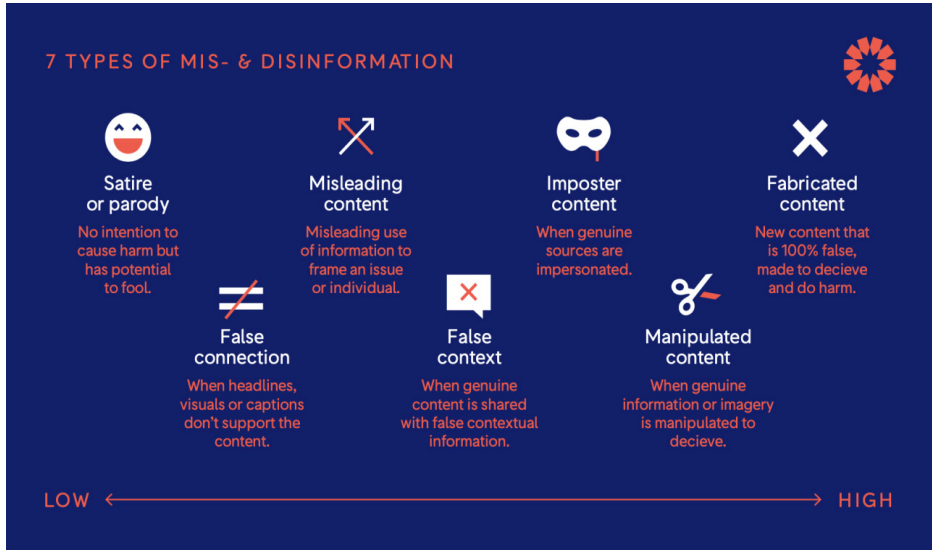 7 TYPES OF MIS- & DISINFORMATION
Satire
or parody
No intention to
cause harm but
has potential
to fool.
False
connection
When headlines,
visuals or captions
don't support the
content.
Misleading
content
Misleading use
of information to
frame an issue
or individual.
False
context
When genuine
content is shared
with false contextual
information.
Imposter
content
When genuine
sources are
impersonated.
Manipulated
content
When genuine
information or imagery
is manipulated to
decieve.
Fabricated
content
New content that
is 100% false,
made to decieve
and do harm.
LOW
HIGH